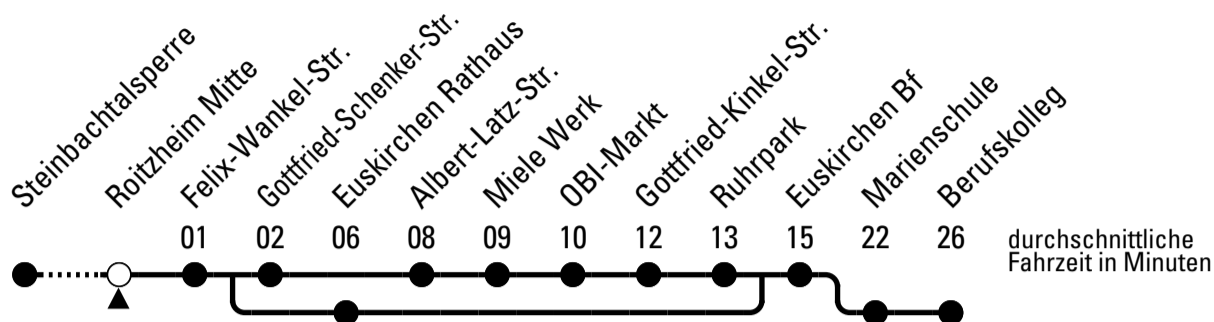 Steinbachtalsperre
Roitzheim Mitte
Felix-Wankel-Str.
Gottfried-Schenker-Str.
Euskirchen Rathaus
Albert-Latz-Str.
Miele Werk
OBI-Markt
Gottfried-Kinkel-Str.
Ruhrpark
Euskirchen Bf
Marienschule
Berufskolleg
01 02 06 08 09 10 12 13 15 22 26
durchschnittliche
Fahrzeit in Minuten